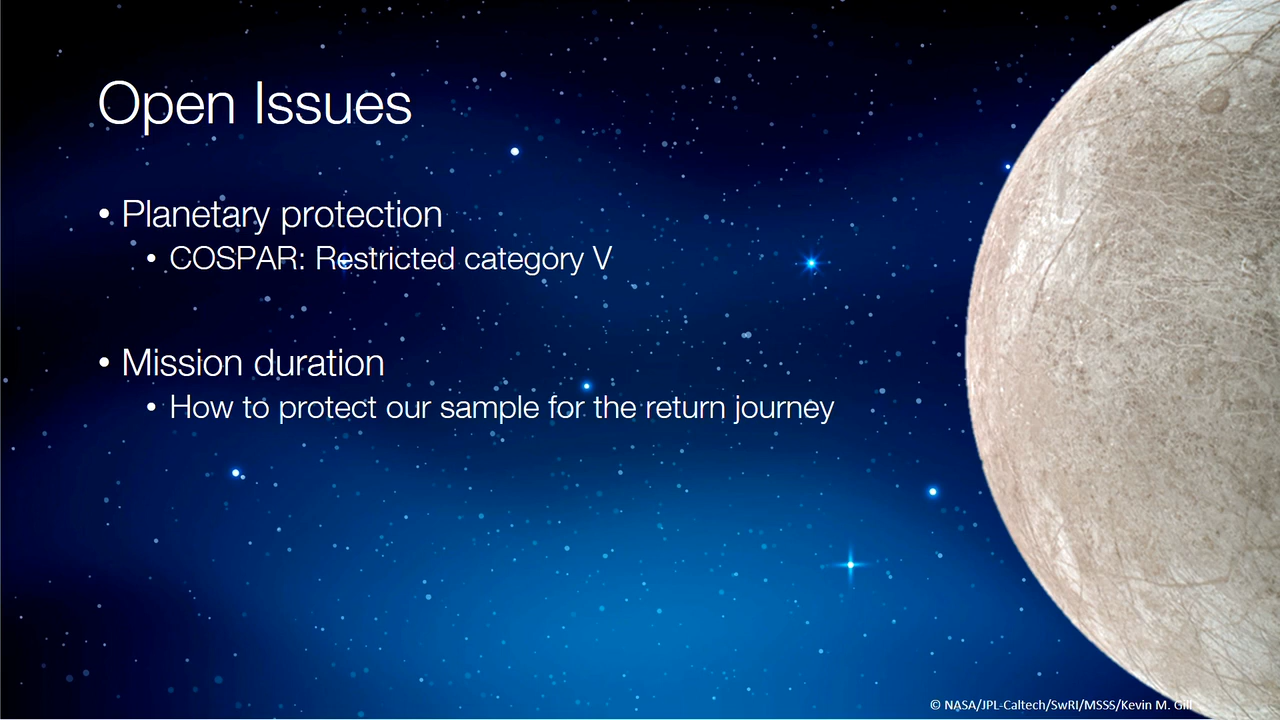 Open Issues
• Planetary protection
• COSPAR: Restricted category V
• Mission duration
• How to protect our sample for the return journey
© NASA/JPL-Caltech/SwRI/MSSS/Kevin M. Gill